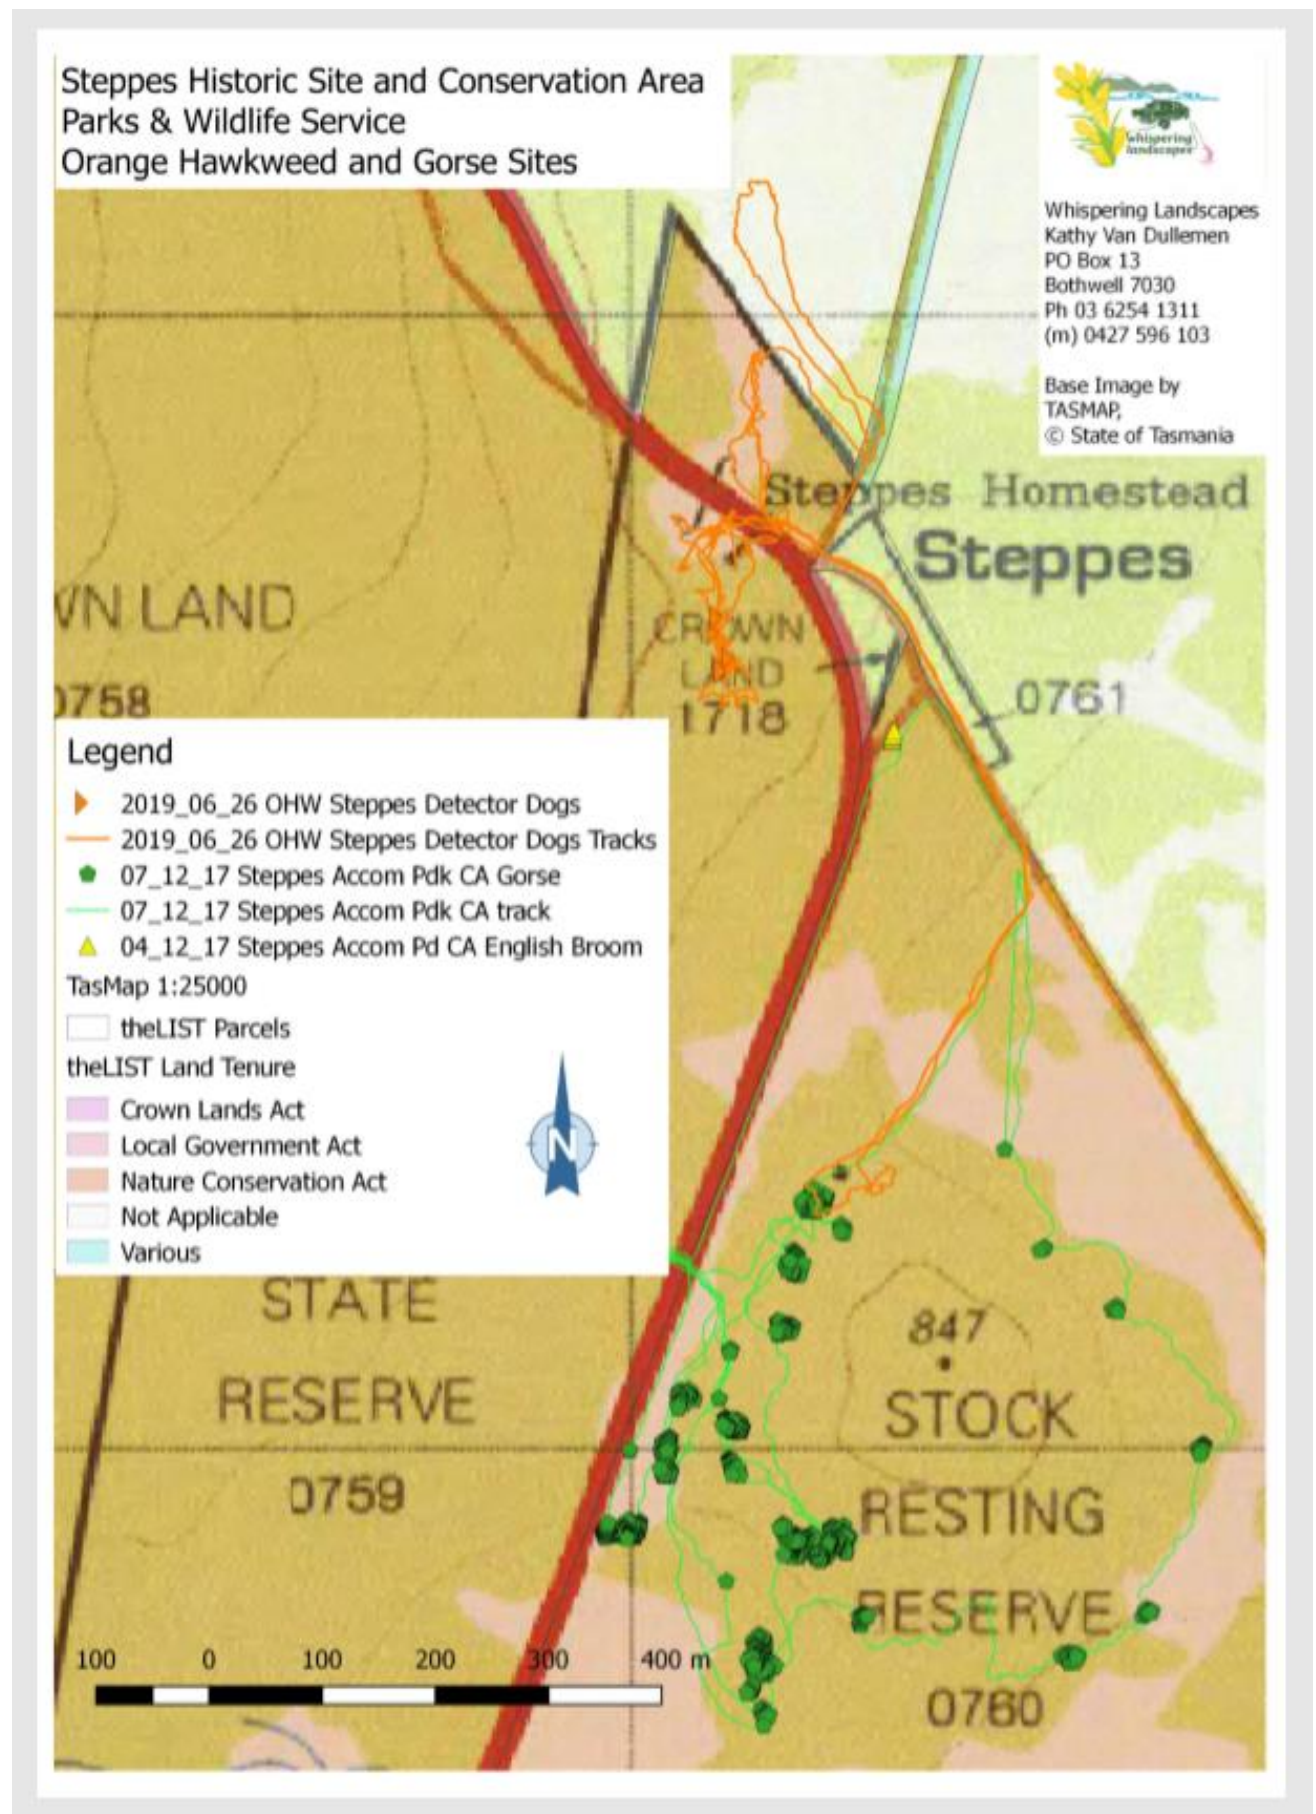 Steppes Historic Site and Conservation Area
Parks & Wildlife Service
Orange Hawkweed and Gorse Sites
whispering
landscapes
Whispering Landscapes
Kathy Van Dullemen
PO Box 13
Bothwell 7030
Ph 03 6254 1311
(m) 0427 596 103
Base Image by
TASMAP,
© State of Tasmania
Steppes Homestead
Steppes
WN LAND
0758
CROWN
LAND
1718
0761
Legend
2019_06_26 OHW Steppes Detector Dogs
2019_06_26 OHW Steppes Detector Dogs Tracks
07_12_17 Steppes Accom Pdk CA Gorse
07_12_17 Steppes Accom Pdk CA track
04_12_17 Steppes Accom Pd CA English Broom
TasMap 1:25000
theLIST Parcels
theLIST Land Tenure
Crown Lands Act
Local Government Act
Nature Conservation Act
Not Applicable
Various
N
STATE
RESERVE
0759
847
STOCK
RESTING
RESERVE
0760
100 0 100 200 300 400 m